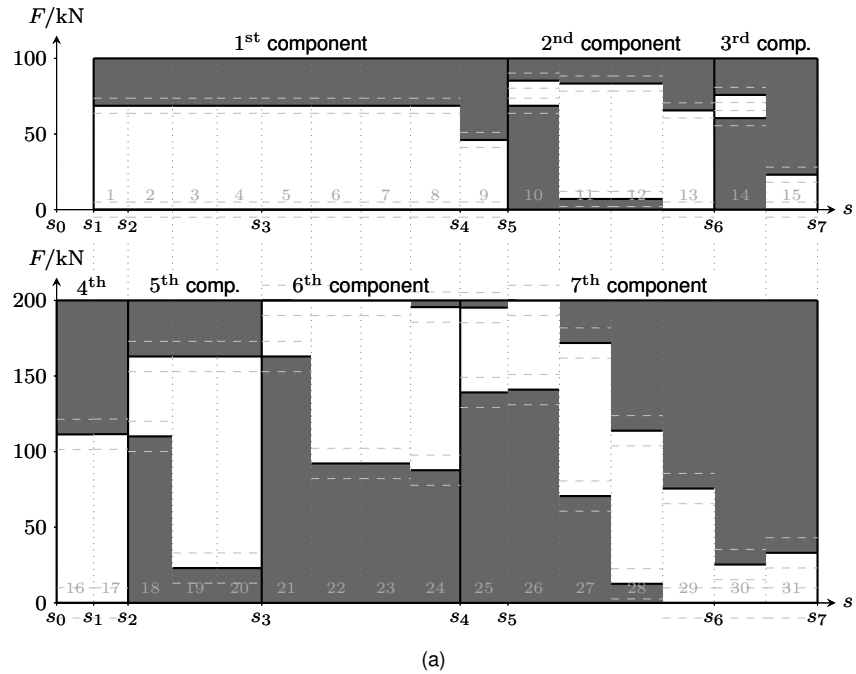 F/kN
1st component 2nd component 3rd comp.
100
50
1 2 3 4 5 6 7 8 9 10 11 12 13 14 15
0
s
s0 s1 s2 s3 s4 s5 s6 s7
F/kN
4th 5th comp. 6th component 7th component
200
150
100
50
16 17 18 19 20 21 22 23 24 25 26 27 28 29 30 31
0
s
s0 s1 s2 s3 s4 s5 s6 s7
(a)